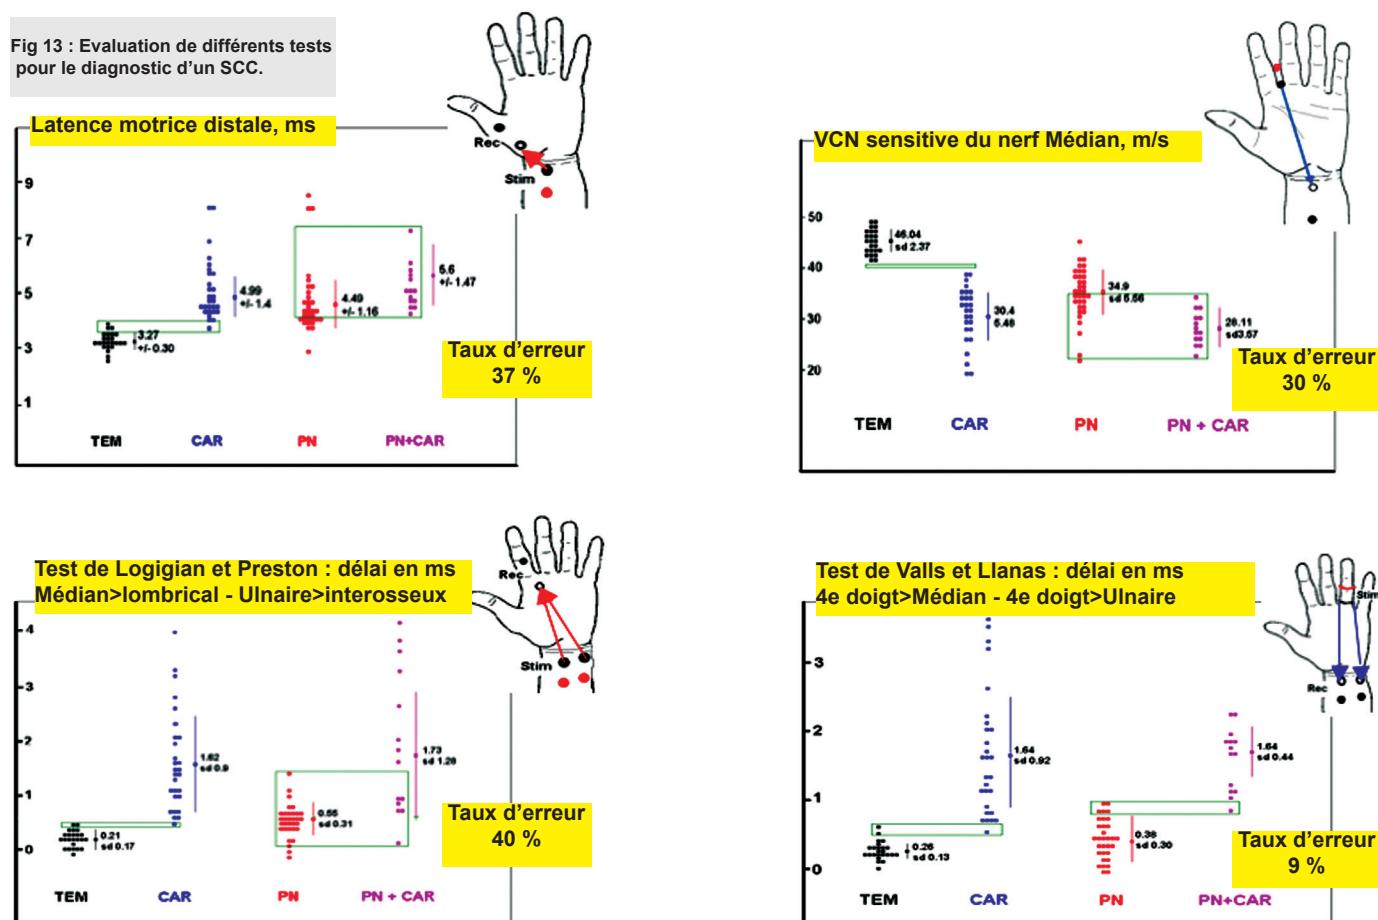 Fig 13 : Evaluation de différents tests
pour le diagnostic d'un SCC.
Latence motrice distale, ms
Rec
Stim
9
7
5
3
1
3.27
+/- 0.30
4.99
+/- 1.4
4.49
+/- 1.16
5.6
+/- 1.47
Taux d'erreur
37 %
TEM CAR PN PN+CAR
VCN sensitive du nerf Médian, m/s
50
40
30
20
46.04
sd 2.37
30.4
5.48
34.9
sd 5.56
28.11
sd3.57
Taux d'erreur
30 %
TEM CAR PN PN + CAR
Test de Logigian et Preston : délai en ms
Médian>lombrical - Ulnaire>interosseux
Rec
Stim
4
3
2
1
0
0.21
sd 0.17
1.62
sd 0.9
0.55
sd 0.31
1.73
sd 1.28
Taux d'erreur
40 %
TEM CAR PN PN + CAR
Test de Valls et Llanas : délai en ms
4e doigt>Médian - 4e doigt>Ulnaire
Stim
Rec
3
2
1
0
0.26
sd 0.13
1.64
sd 0.92
0.38
sd 0.30
1.64
sd 0.44
Taux d'erreur
9 %
TEM CAR PN PN+CAR